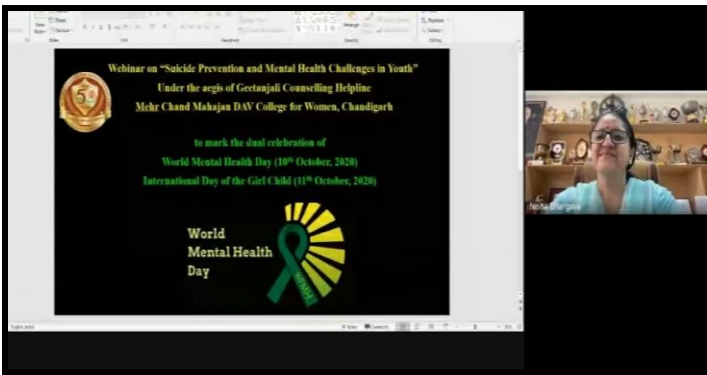 Webinar on “Suicide Prevention and Mental Health Challenges in Youth”
Under the aegis of Geetanjali Counselling Helpline
Mehr Chand Mahajan DAV College for Women, Chandigarh
to mark the dual celebration of
World Mental Health Day (10th October, 2020)
International Day of the Girl Child (11th October, 2020)
World
Mental Health
Day
WFMH
Nisha Bhargava